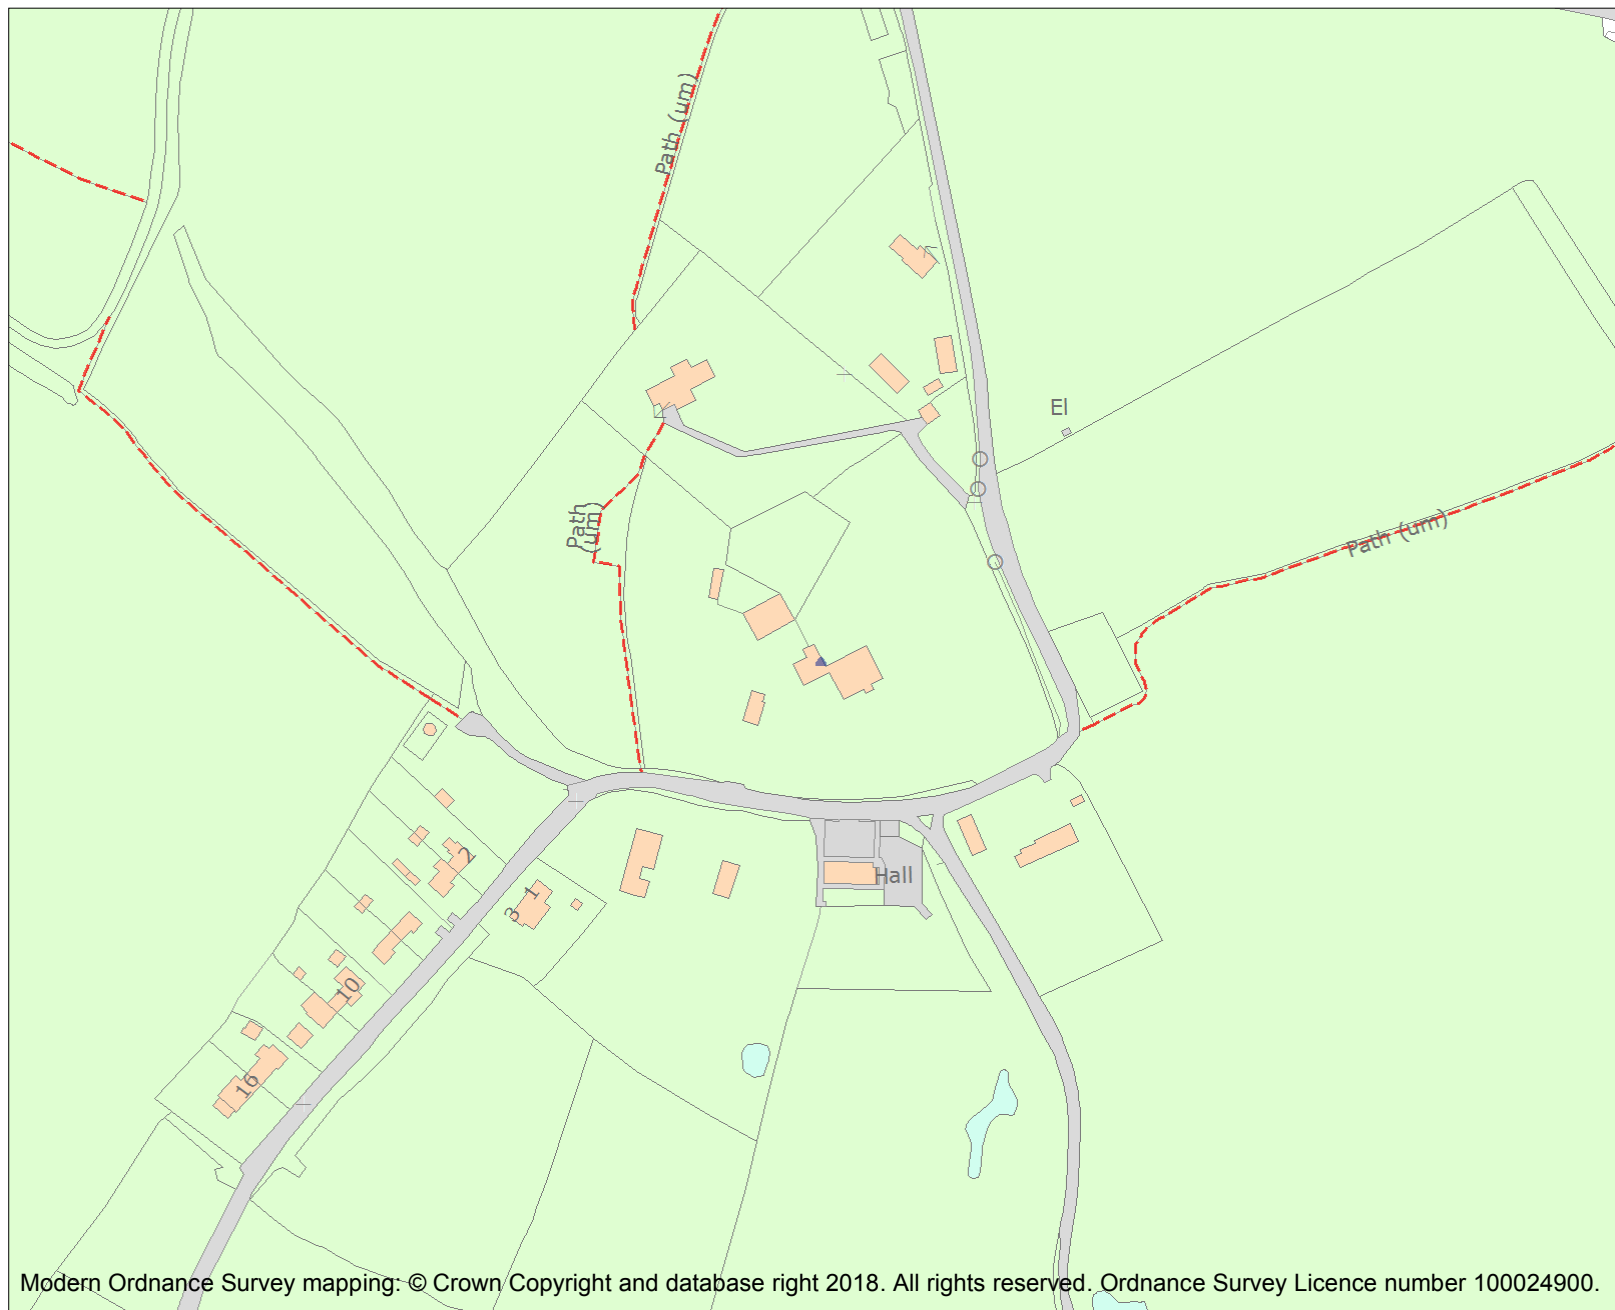 Path (um)
El
Path (um)
Path
(um)
Hall
2
1
3
10
16
Modern Ordnance Survey mapping: © Crown Copyright and database right 2018. All rights reserved. Ordnance Survey Licence number 100024900.